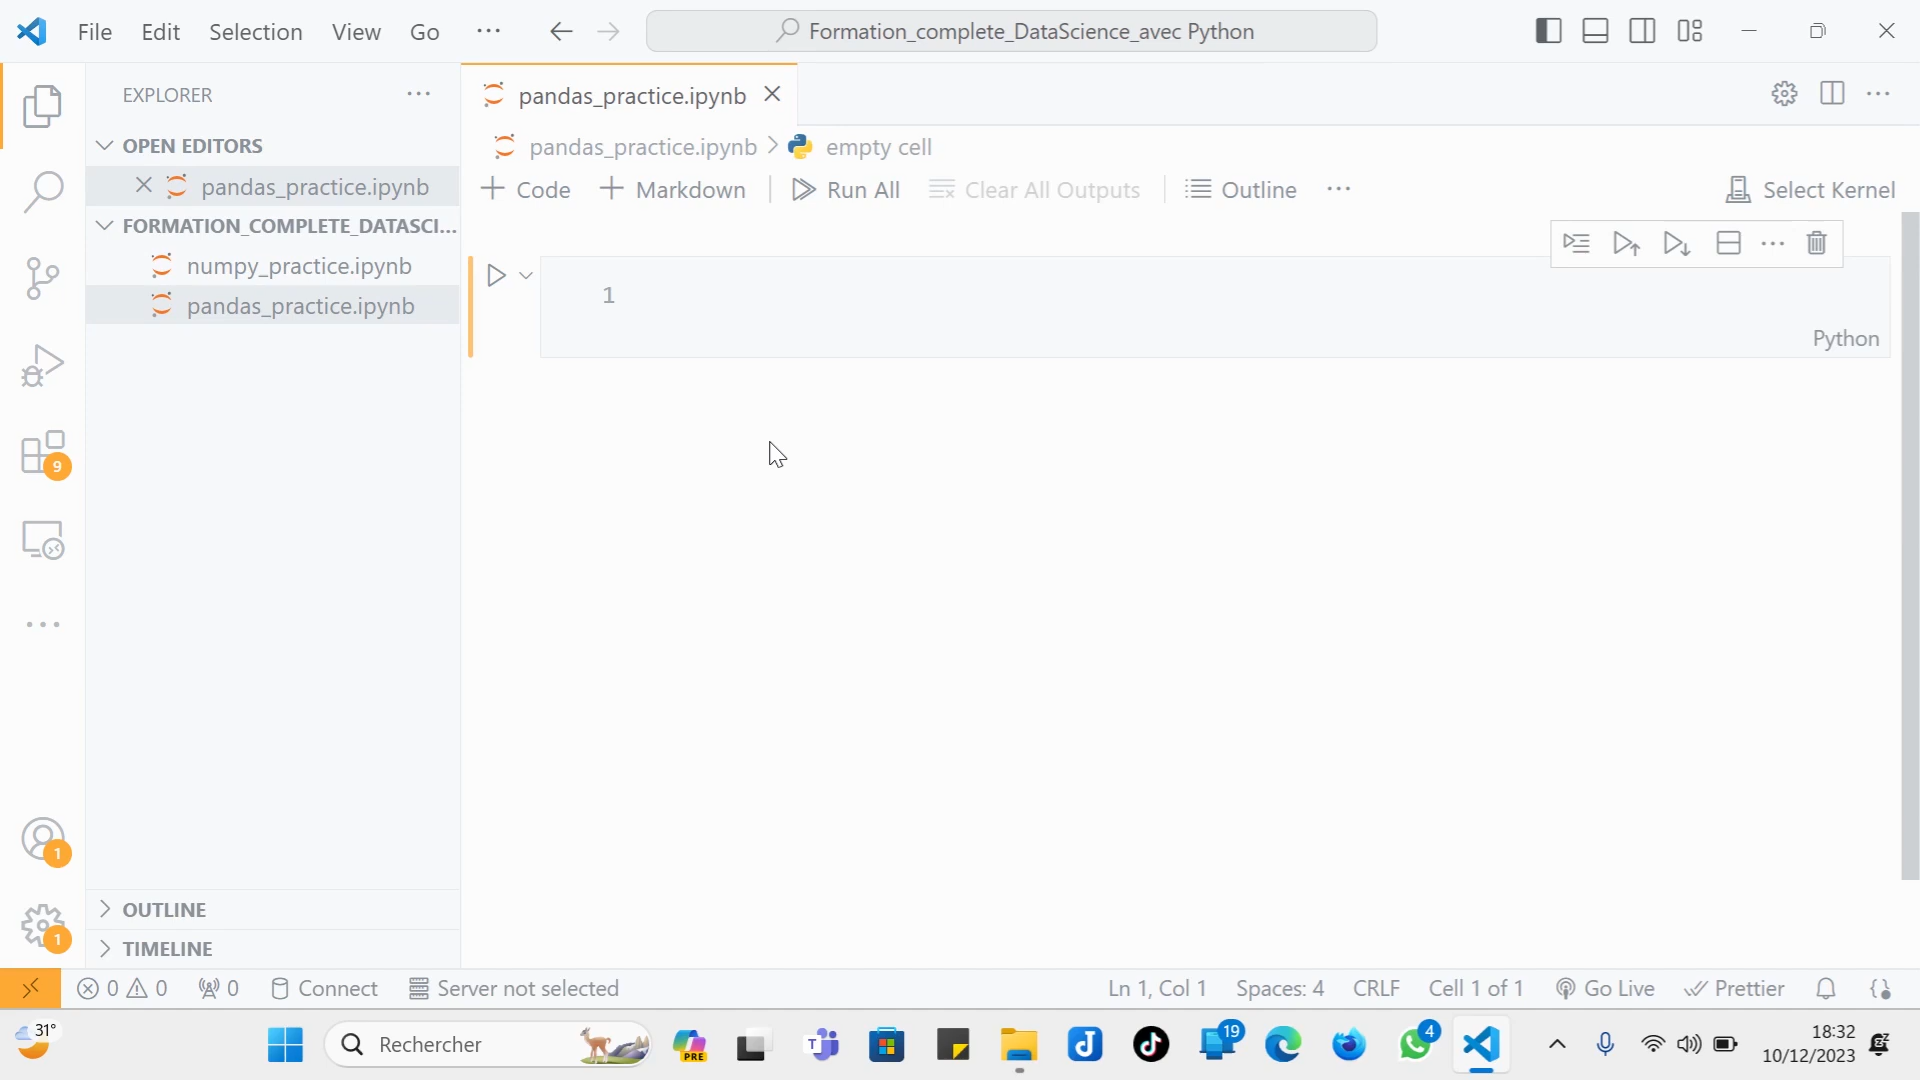 File Edit Selection View Go ··· Formation_complete_DataScience_avec Python
EXPLORER
OPEN EDITORS
pandas_practice.ipynb
FORMATION_COMPLETE_DATASCI...
numpy_practice.ipynb
pandas_practice.ipynb
9
1
1
OUTLINE
TIMELINE
pandas_practice.ipynb
pandas_practice.ipynb > empty cell
+ Code + Markdown Run All Clear All Outputs Outline ··· Select Kernel
1
Python
0 0 0 Connect Server not selected Ln 1, Col 1 Spaces: 4 CRLF Cell 1 of 1 Go Live Prettier
31° Rechercher PRE T J 19 4 18:32
10/12/2023